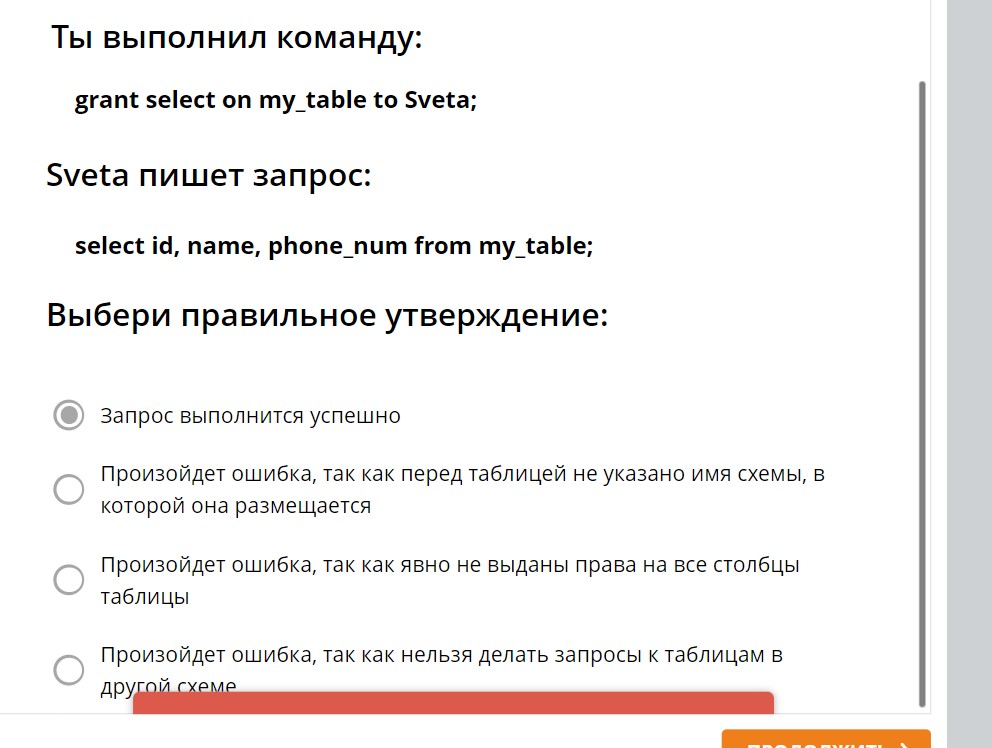 Ты выполнил команду:
grant select on my_table to Sveta;
Sveta пишет запрос:
select id, name, phone_num from my_table;
Выбери правильное утверждение:
Запрос выполнится успешно
Произойдет ошибка, так как перед таблицей не указано имя схемы, в
которой она размещается
Произойдет ошибка, так как явно не выданы права на все столбцы
таблицы
Произойдет ошибка, так как нельзя делать запросы к таблицам в
другой схеме
ПРОДОЛЖИТЬ